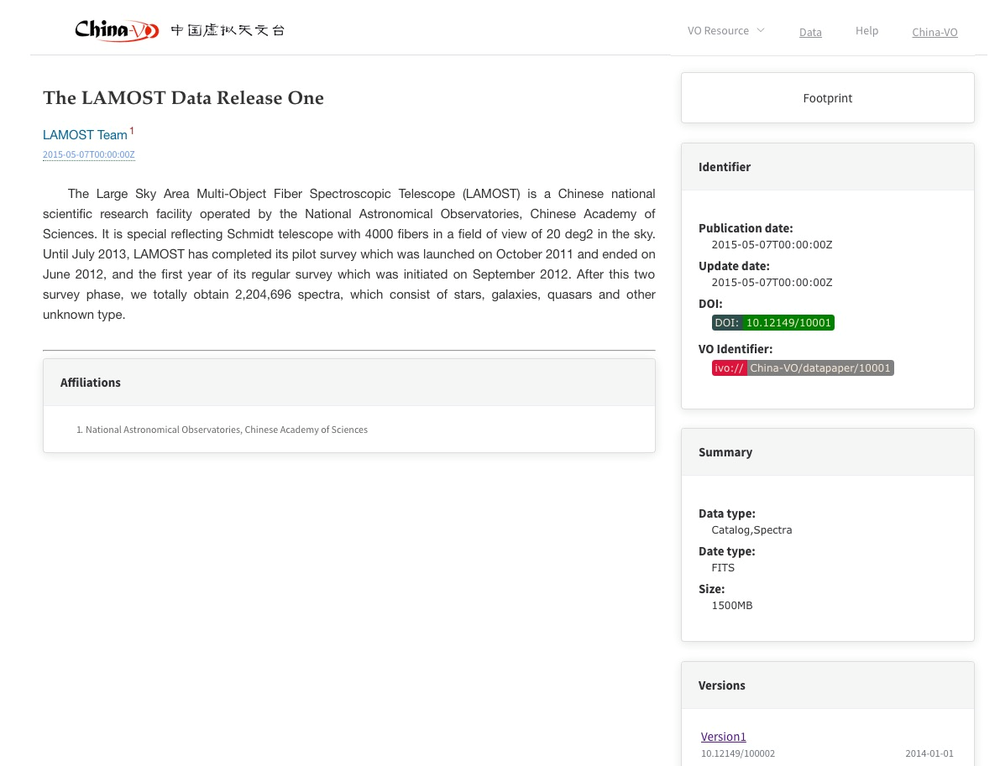 China-VO 中国虚拟天文台
VO Resource Data Help China-VO
The LAMOST Data Release One
LAMOST Team 1
2015-05-07T00:00:00Z
The Large Sky Area Multi-Object Fiber Spectroscopic Telescope (LAMOST) is a Chinese national
scientific research facility operated by the National Astronomical Observatories, Chinese Academy of
Sciences. It is special reflecting Schmidt telescope with 4000 fibers in a field of view of 20 deg2 in the sky.
Until July 2013, LAMOST has completed its pilot survey which was launched on October 2011 and ended on
June 2012, and the first year of its regular survey which was initiated on September 2012. After this two
survey phase, we totally obtain 2,204,696 spectra, which consist of stars, galaxies, quasars and other
unknown type.
Affiliations
1. National Astronomical Observatories, Chinese Academy of Sciences
Footprint
Identifier
Publication date:
2015-05-07T00:00:00Z
Update date:
2015-05-07T00:00:00Z
DOI:
DOI: 10.12149/10001
VO Identifier:
ivo:// China-VO/datapaper/10001
Summary
Data type:
Catalog,Spectra
Date type:
FITS
Size:
1500MB
Versions
Version1
10.12149/100002 2014-01-01